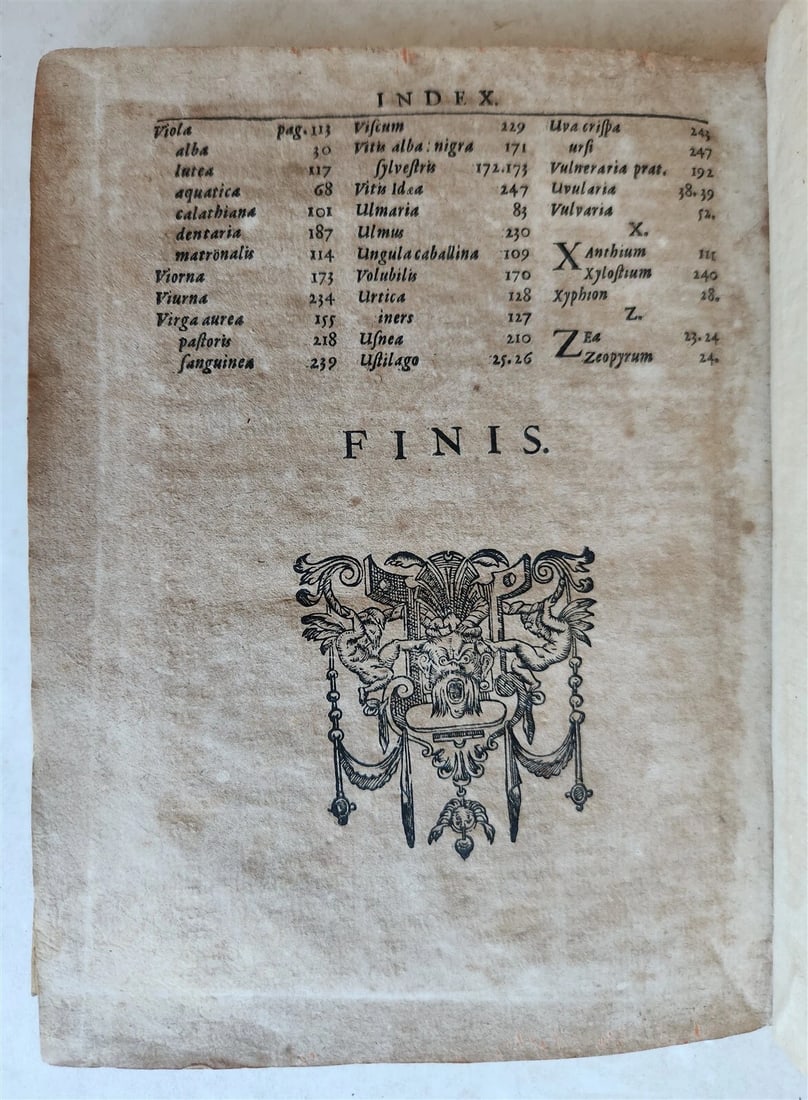 INDEX.
Viola pag. 113
alba 30
lutea 117
aquatica 68
calathiana 101
dentaria 187
matronalis 114
Viorna 173
Viurna 234
Virga aurea 155
paſtoris 218
ſanguinea 239
Viſcum 229
Vitis alba: nigra 171
ſylveſtris 172.173
Vitis Idæa 247
Ulmaria 83
Ulmus 230
Ungula caballina 109
Volubilis 170
Urtica 128
iners 127
Uſnea 210
Uſtilago 25.26
Uva criſpa 243
urſi 247
Vulneraria prat. 192
Uvularia 38.39
Vulvaria 52.
X.
XAnthium 111
Xyloſtium 240
Xyphion 28.
Z.
ZEa 23.24
Zeopyrum 24.
FINIS.